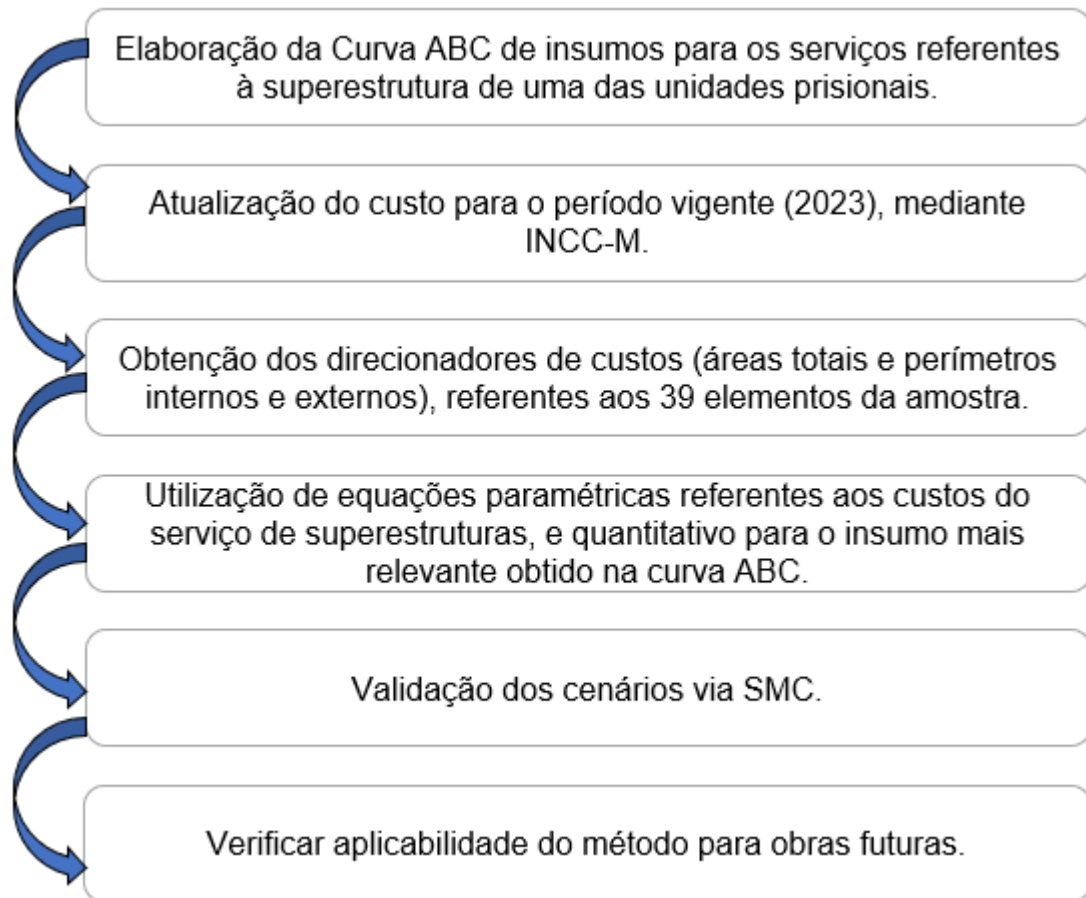 Elaboração da Curva ABC de insumos para os serviços referentes
à superestrutura de uma das unidades prisionais.
Atualização do custo para o período vigente (2023), mediante
INCC-M.
Obtenção dos direcionadores de custos (áreas totais e perímetros
internos e externos), referentes aos 39 elementos da amostra.
Utilização de equações paramétricas referentes aos custos do
serviço de superestruturas, e quantitativo para o insumo mais
relevante obtido na curva ABC.
Validação dos cenários via SMC.
Verificar aplicabilidade do método para obras futuras.